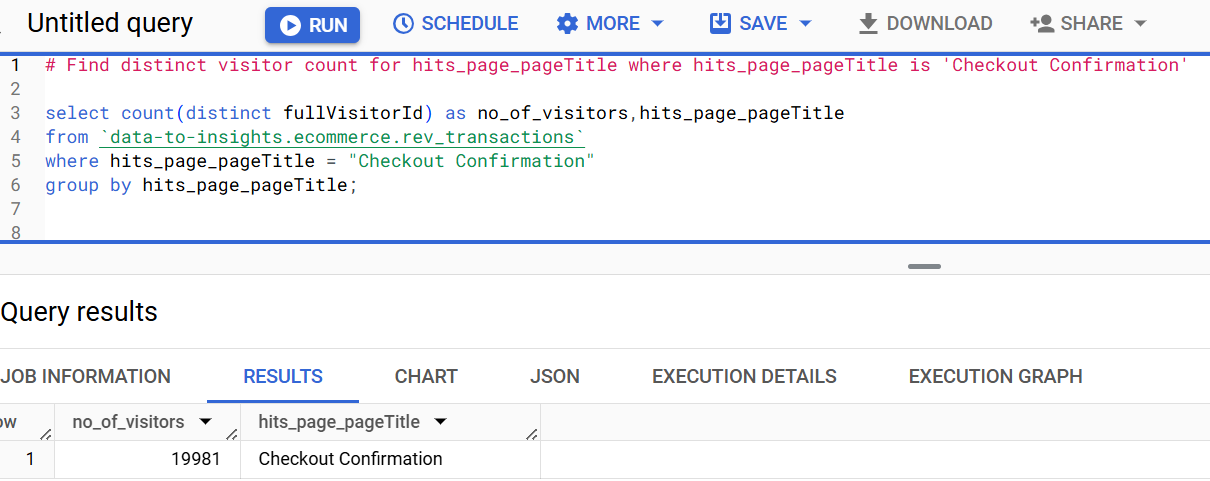 Untitled query RUN SCHEDULE MORE SAVE DOWNLOAD SHARE
1 # Find distinct visitor count for hits_page_pageTitle where hits_page_pageTitle is 'Checkout Confirmation'
2
3 select count(distinct fullVisitorId) as no_of_visitors,hits_page_pageTitle
4 from `data-to-insights.ecommerce.rev_transactions`
5 where hits_page_pageTitle = "Checkout Confirmation"
6 group by hits_page_pageTitle;
7
8
Query results
JOB INFORMATION RESULTS CHART JSON EXECUTION DETAILS EXECUTION GRAPH
ow no_of_visitors hits_page_pageTitle
1 19981 Checkout Confirmation